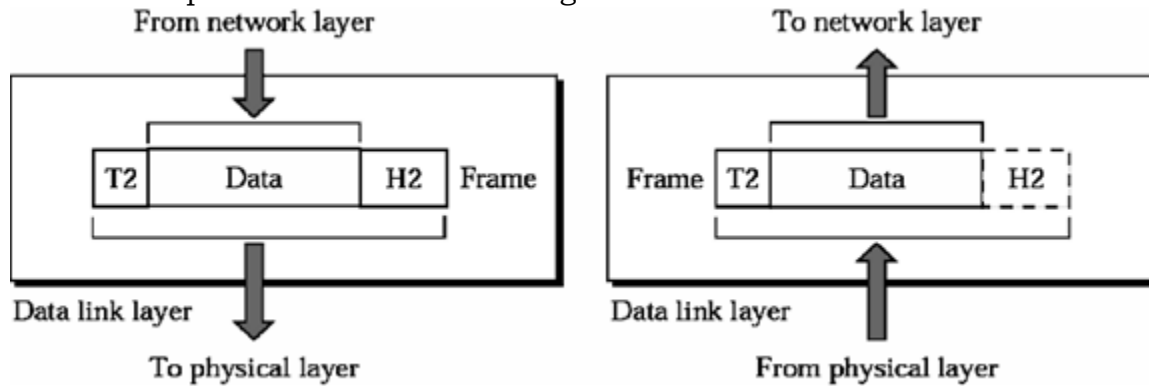 From network layer
To network layer
T2 Data H2 Frame
Frame T2 Data H2
Data link layer
Data link layer
To physical layer
From physical layer